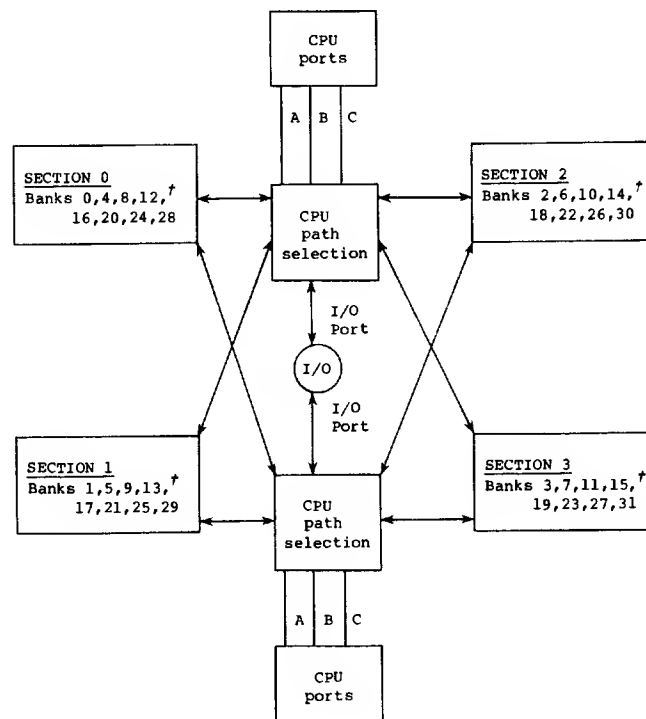 CPU
ports
A B C
SECTION 0
Banks 0,4,8,12,†
16,20,24,28
SECTION 2
Banks 2,6,10,14,†
18,22,26,30
CPU
path
selection
I/O
Port
I/O
I/O
Port
SECTION 1
Banks 1,5,9,13,†
17,21,25,29
SECTION 3
Banks 3,7,11,15,†
19,23,27,31
CPU
path
selection
A B C
CPU
ports